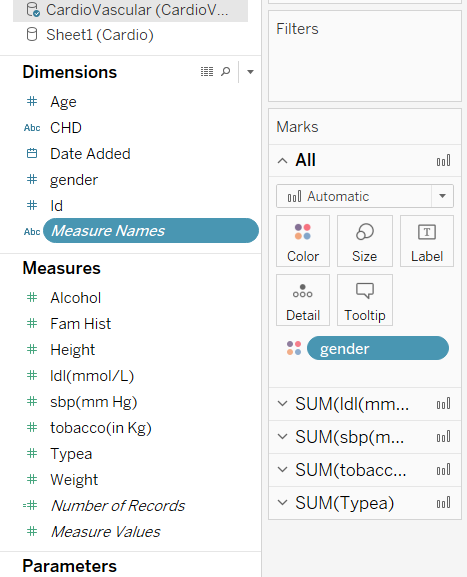 CardioVascular (CardioV...
Sheet1 (Cardio)
Dimensions
# Age
Abc CHD
Date Added
# gender
# Id
Abc Measure Names
Measures
# Alcohol
# Fam Hist
# Height
# ldl(mmol/L)
# sbp(mm Hg)
# tobacco(in Kg)
# Typea
# Weight
=# Number of Records
# Measure Values
Parameters
Filters
Marks
All
Automatic
Color
Size
T
Label
Detail
Tooltip
gender
SUM(ldl(mm...
SUM(sbp(m...
SUM(tobacc...
SUM(Typea)